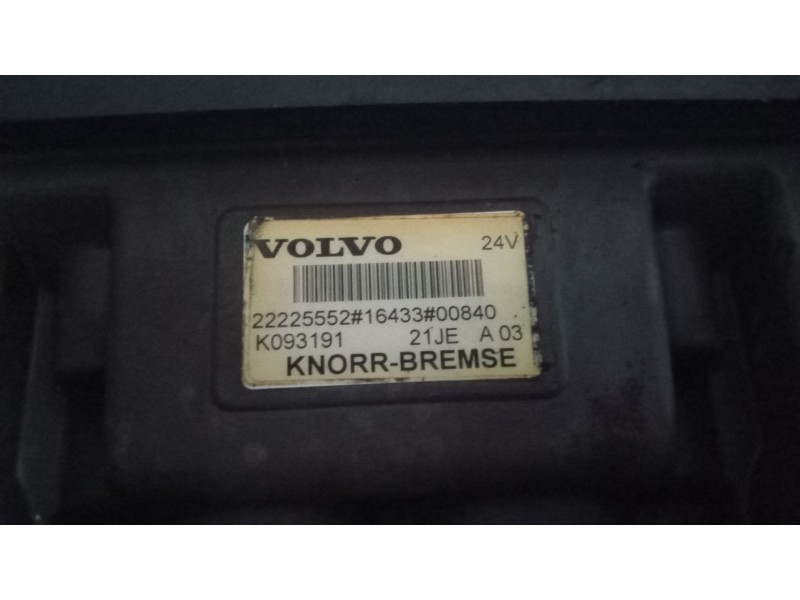 VOLVO 24V
22225552#16433#00840
K093191 21JE A 03
KNORR-BREMSE